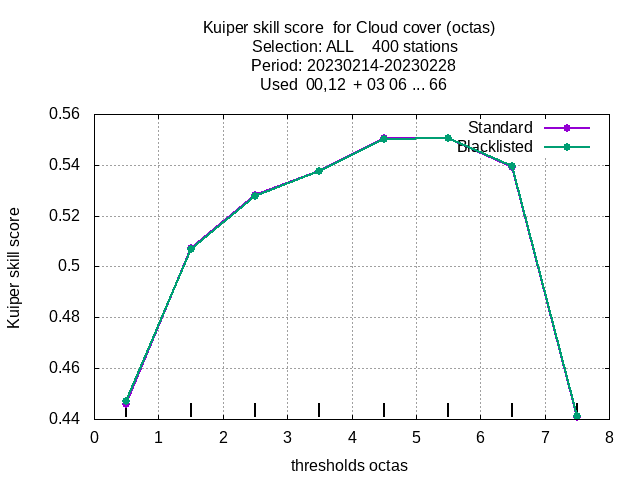 Kuiper skill score  for Cloud cover (octas)
Selection: ALL    400 stations
Period: 20230214-20230228
Used  00,12  + 03 06 ... 66
Standard
Blacklisted
0.56
0.54
0.52
0.5
0.48
0.46
0.44
Kuiper skill score
0 1 2 3 4 5 6 7 8
thresholds octas